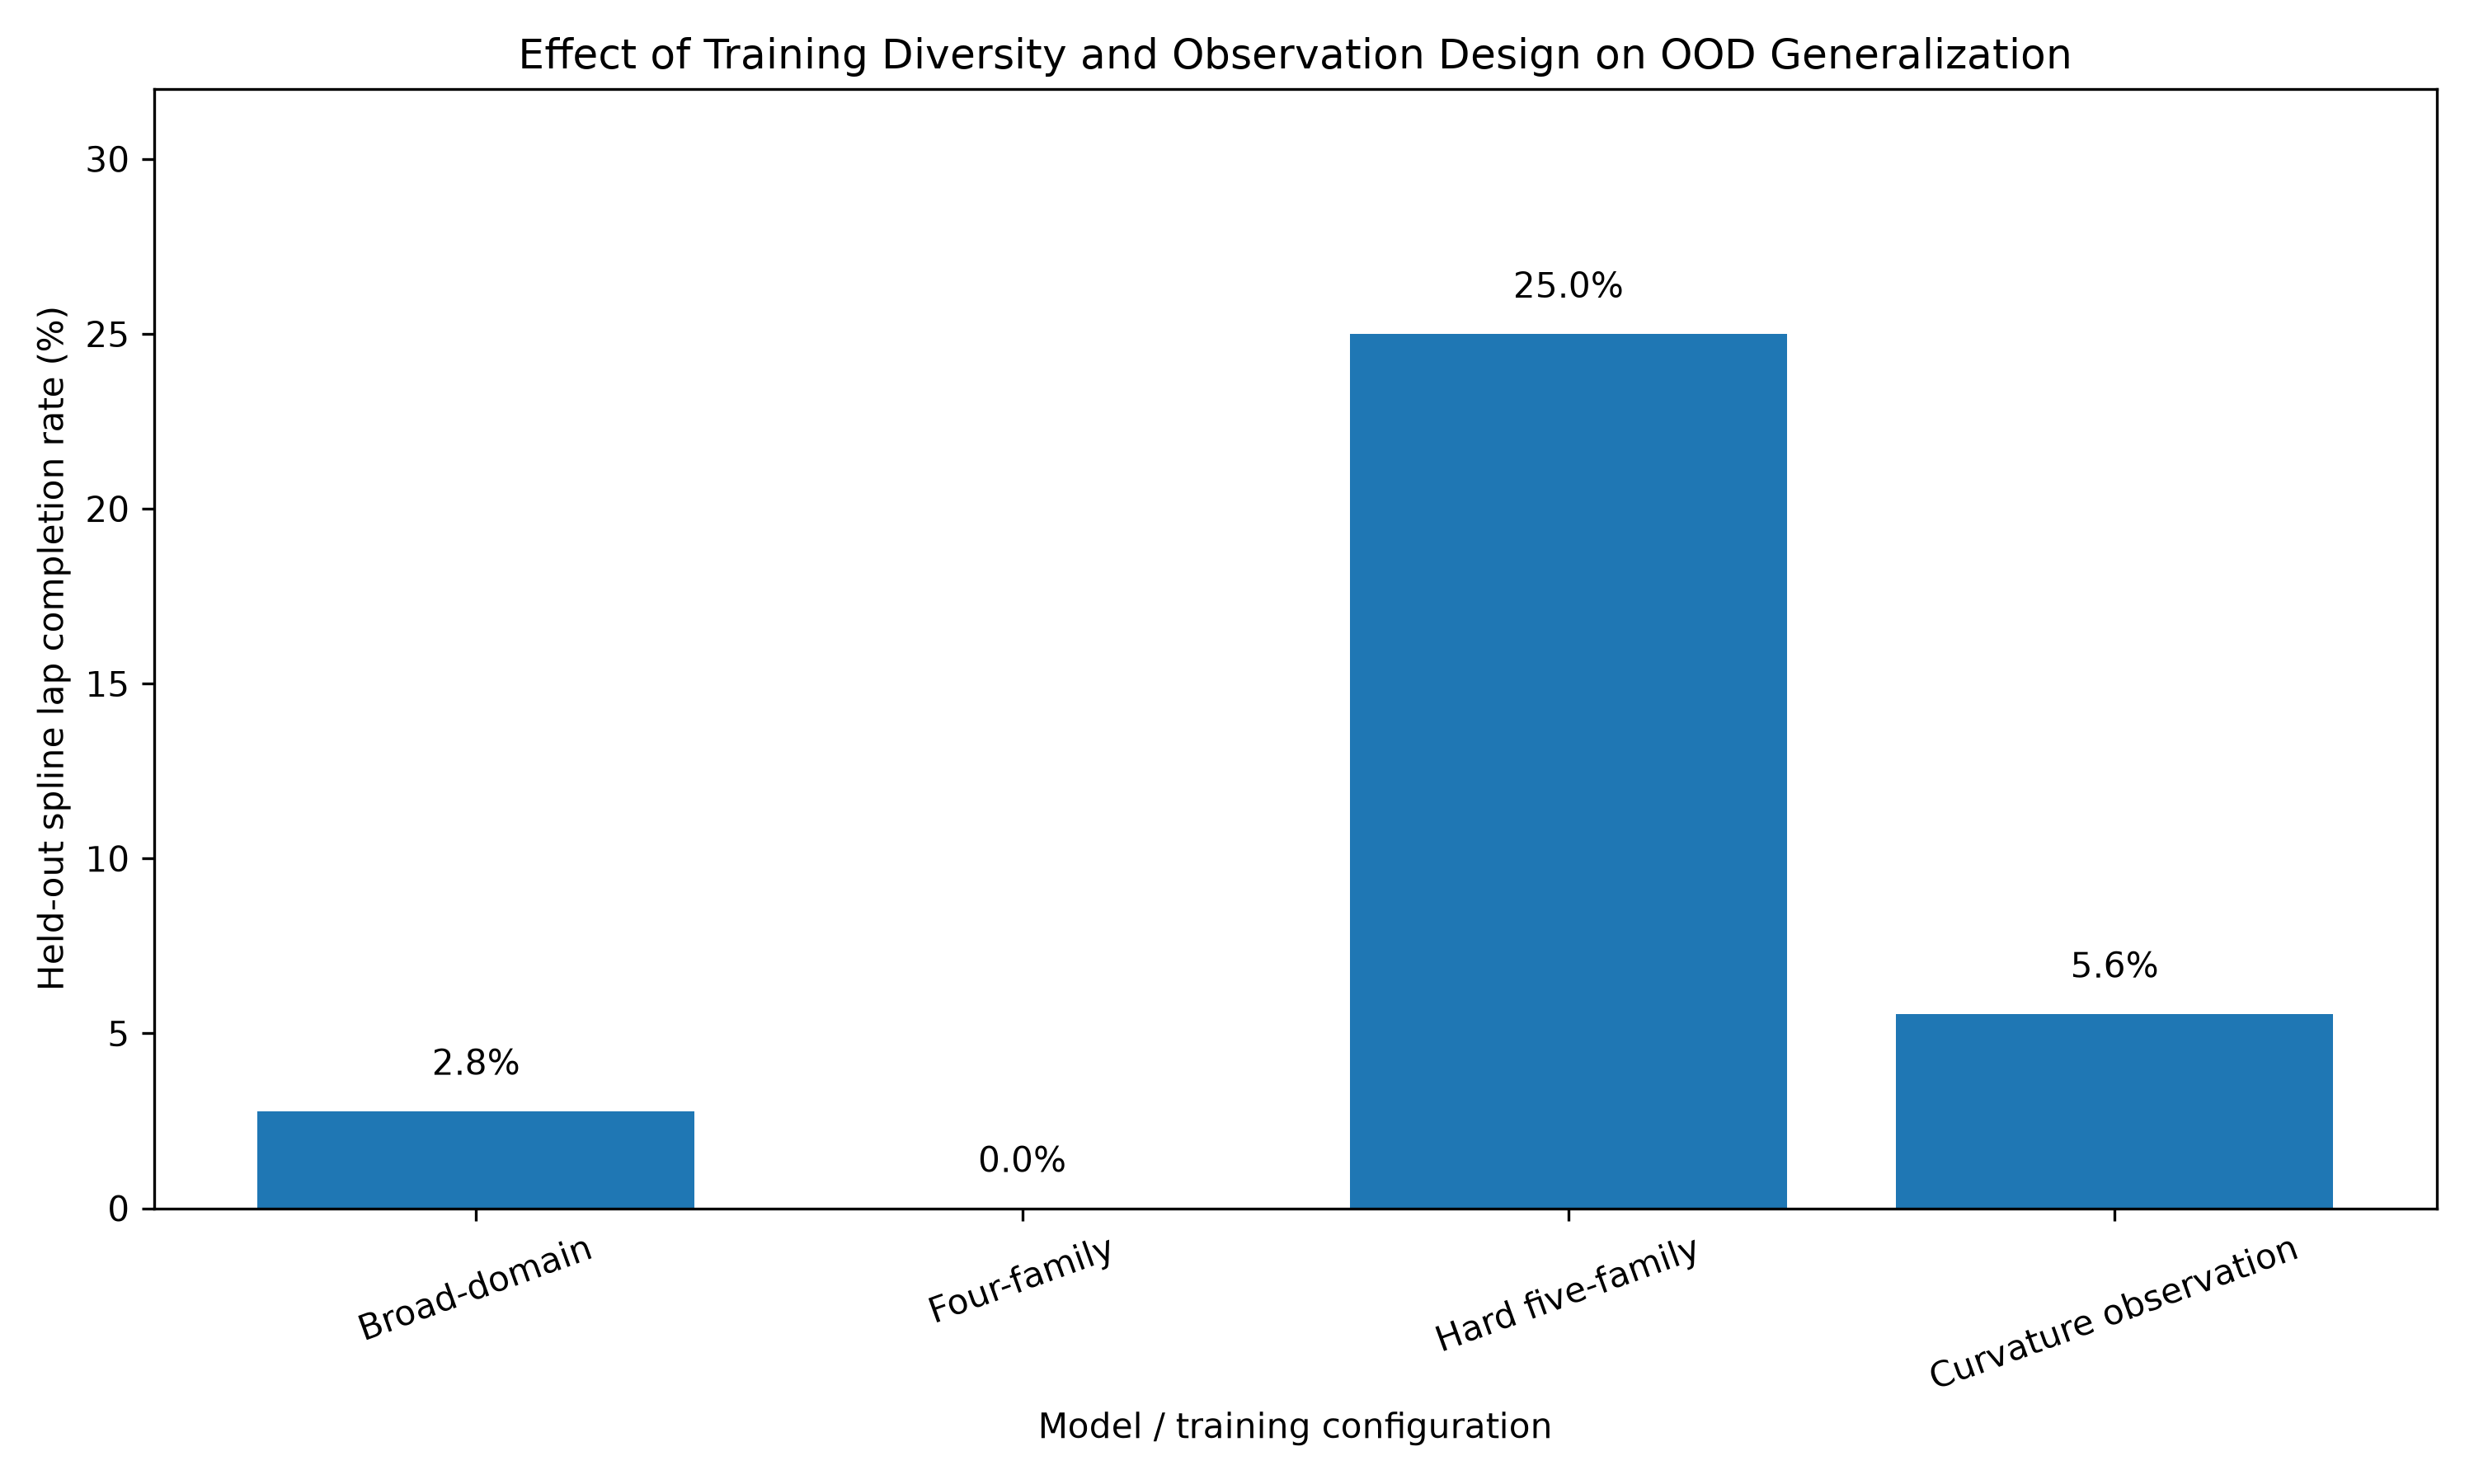 Effect of Training Diversity and Observation Design on OOD Generalization
Held-out spline lap completion rate (%)
30
25
20
15
10
5
0
2.8%
0.0%
25.0%
5.6%
Broad-domain
Four-family
Hard five-family
Curvature observation
Model / training configuration